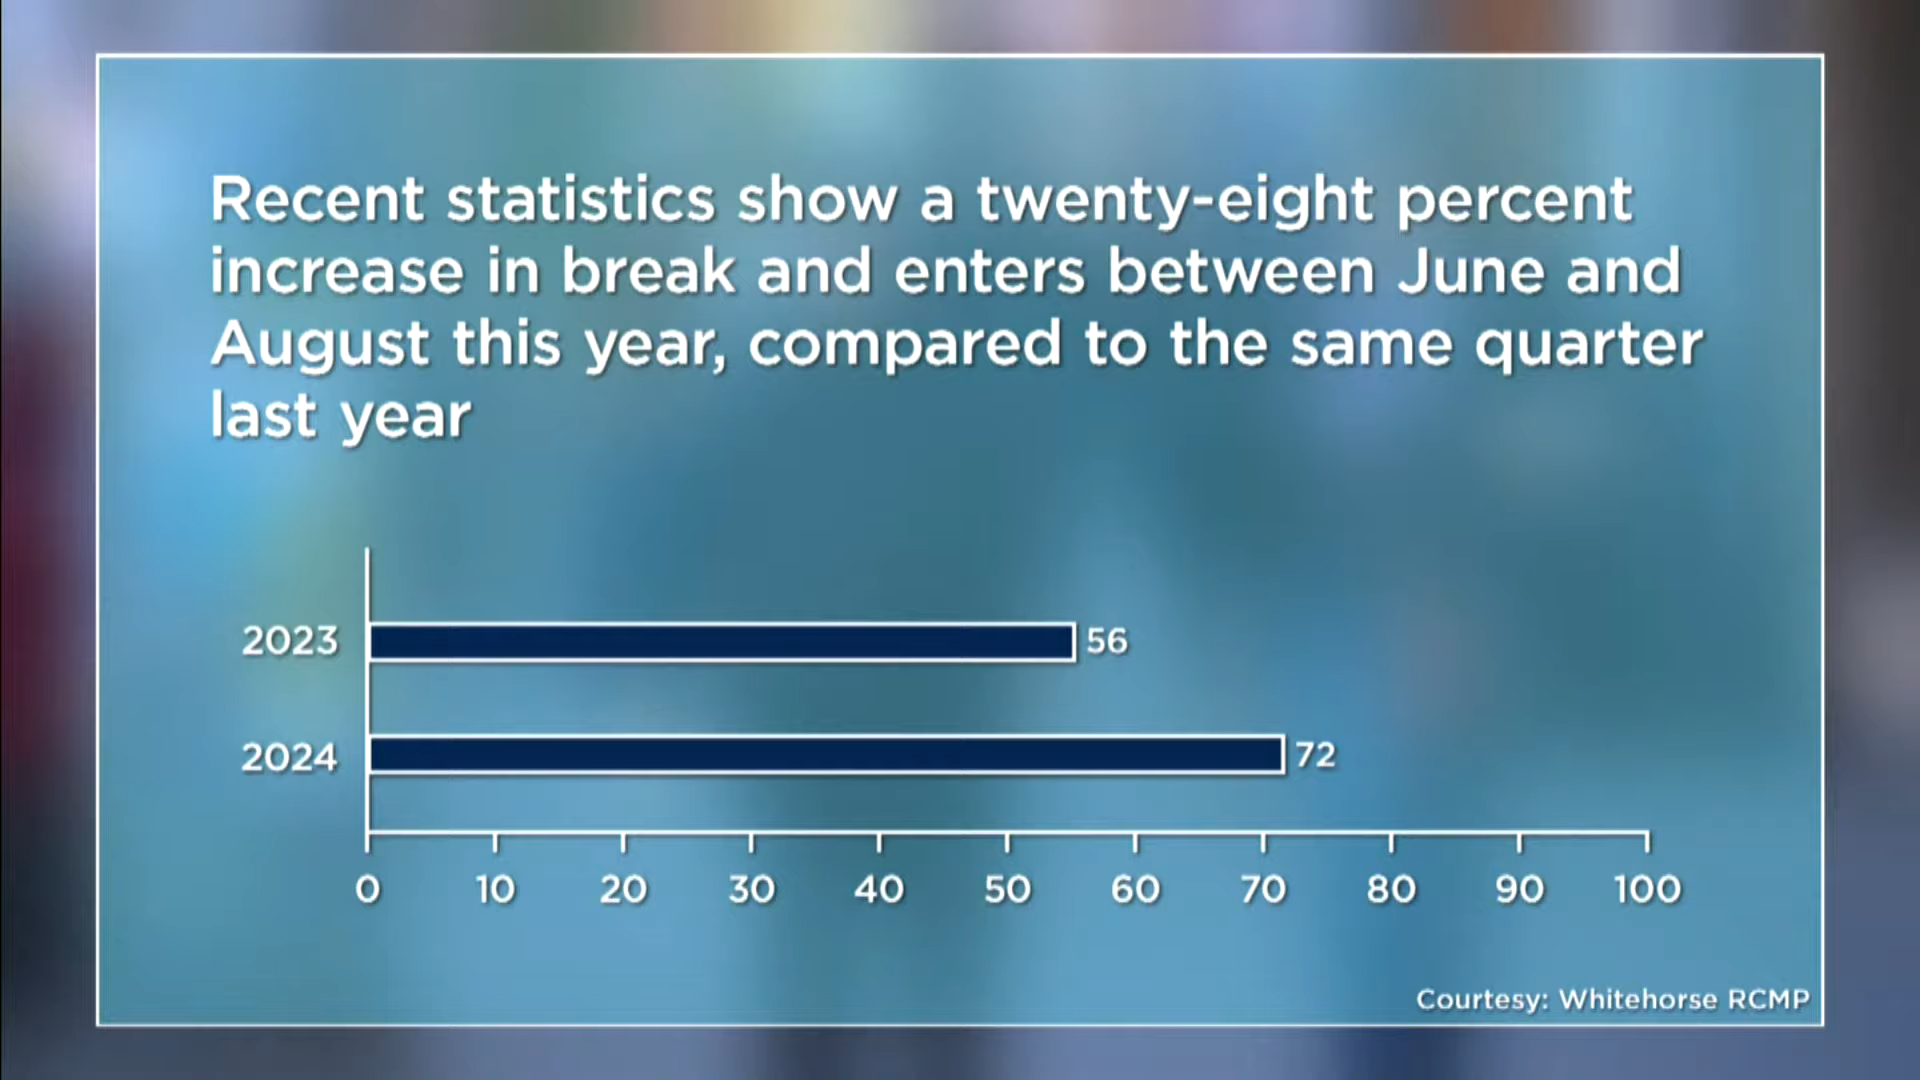 Recent statistics show a twenty-eight percent
increase in break and enters between June and
August this year, compared to the same quarter
last year
2023 56
2024 72
0 10 20 30 40 50 60 70 80 90 100
Courtesy: Whitehorse RCMP